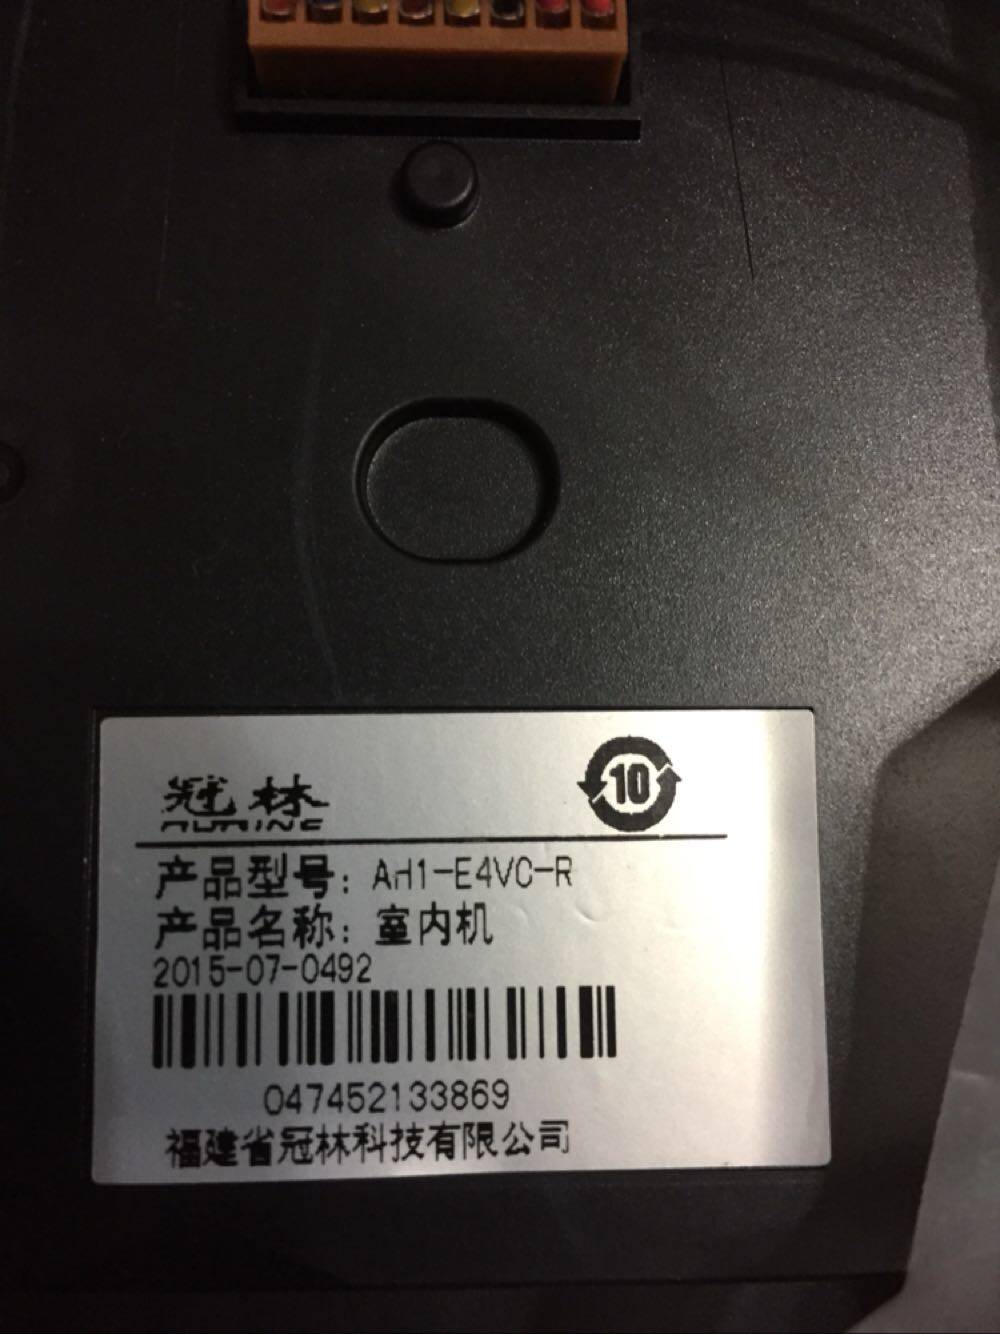 冠林
AURINE
10
产品型号: AH1-E4VC-R
产品名称: 室内机
2015-07-0492
047452133869
福建省冠林科技有限公司